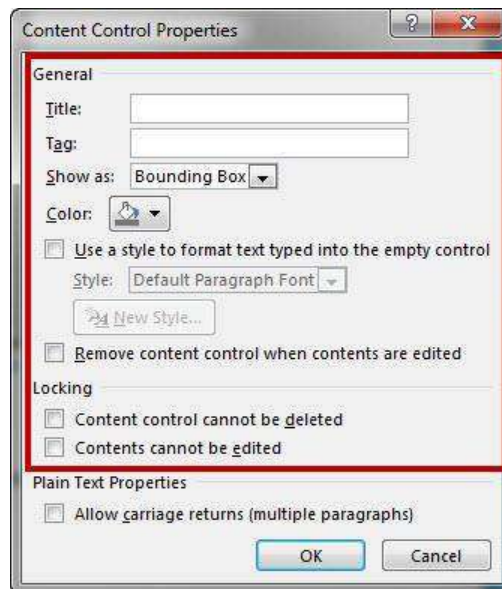 Content Control Properties
General
Title:
Tag:
Show as: Bounding Box
Color:
Use a style to format text typed into the empty control
Style: Default Paragraph Font
New Style...
Remove content control when contents are edited
Locking
Content control cannot be deleted
Contents cannot be edited
Plain Text Properties
Allow carriage returns (multiple paragraphs)
OK Cancel